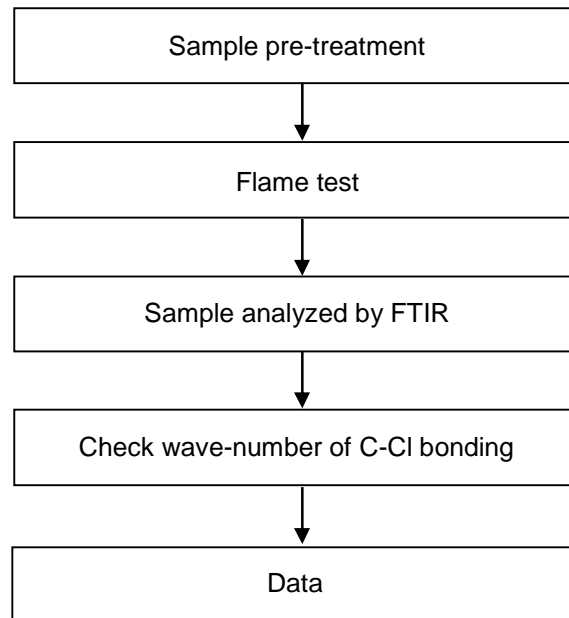 Sample pre-treatment
Flame test
Sample analyzed by FTIR
Check wave-number of C-Cl bonding
Data